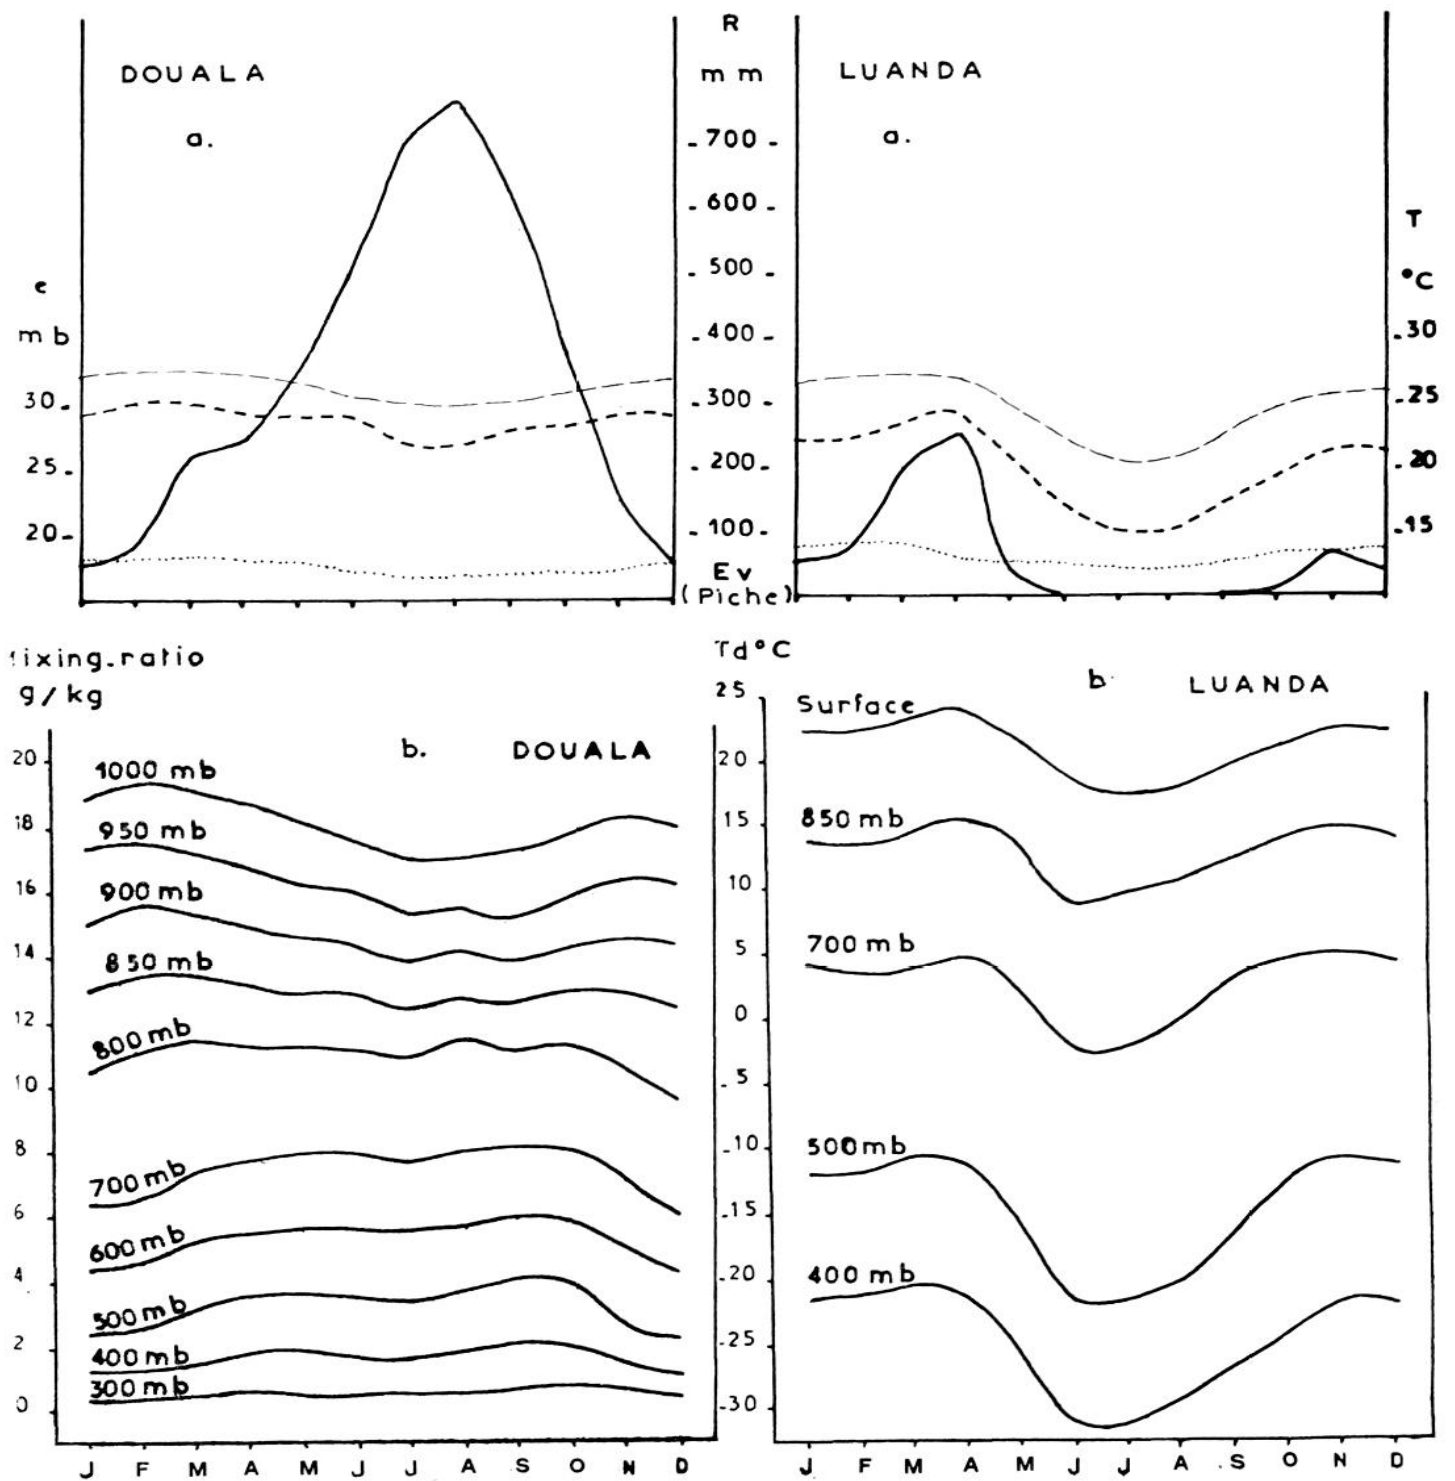 DOUALA
a.
R
mm
- 700 -
- 600 -
- 500 -
- 400 -
- 300 -
- 200 -
- 100 -
Ev
(Piche)
e
mb
30 -
25 -
20 -
LUANDA
a.
T
°C
- 30
- 25
- 20
- 15
ixing.ratio
g/kg
b. DOUALA
20
18
16
14
12
10
8
6
4
2
0
1000 mb
950 mb
900 mb
850 mb
800 mb
700 mb
600 mb
500 mb
400 mb
300 mb
J F M A M J J A S O N D
Td°C
b. LUANDA
25
20
15
10
5
0
- 5
-10
-15
-20
-25
-30
Surface
850 mb
700 mb
500mb
400 mb
J F M A M J J A S O N D